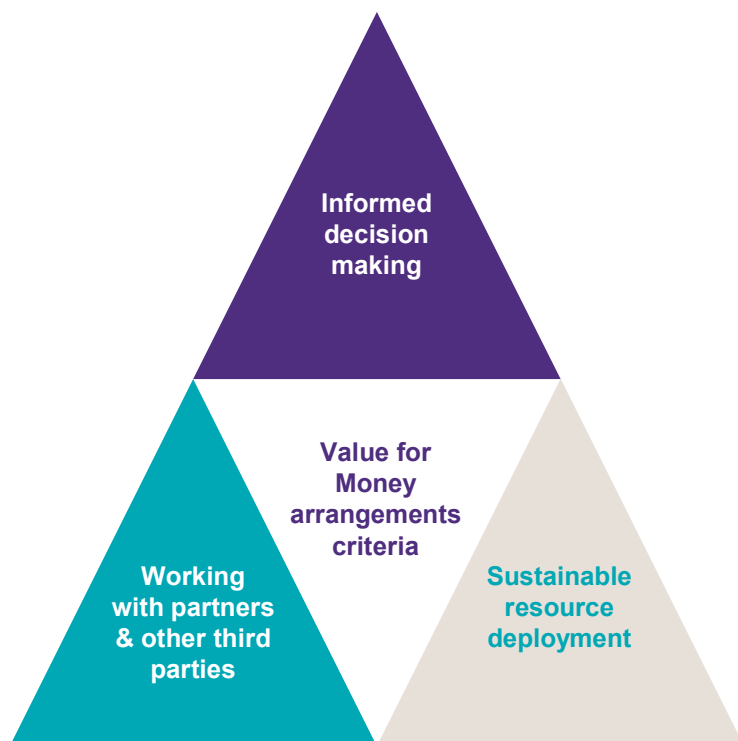 Informed
decision
making
Value for
Money
arrangements
criteria
Working
with partners
& other third
parties
Sustainable
resource
deployment